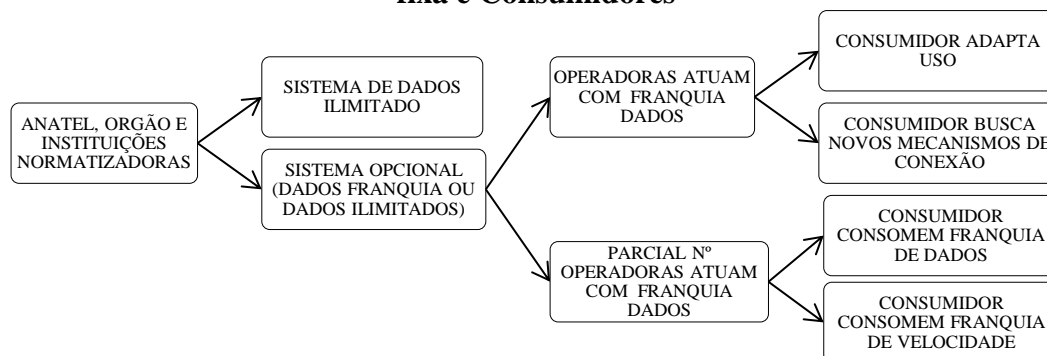 fixa e Consumidores
ANATEL, ORGÃO E
INSTITUIÇÕES
NORMATIZADORAS
SISTEMA DE DADOS
ILIMITADO
SISTEMA OPCIONAL
(DADOS FRANQUIA OU
DADOS ILIMITADOS)
OPERADORAS ATUAM
COM FRANQUIA
DADOS
PARCIAL Nº
OPERADORAS ATUAM
COM FRANQUIA
DADOS
CONSUMIDOR ADAPTA
USO
CONSUMIDOR BUSCA
NOVOS MECANISMOS DE
CONEXÃO
CONSUMIDOR
CONSOMEM FRANQUIA
DE DADOS
CONSUMIDOR
CONSOMEM FRANQUIA
DE VELOCIDADE